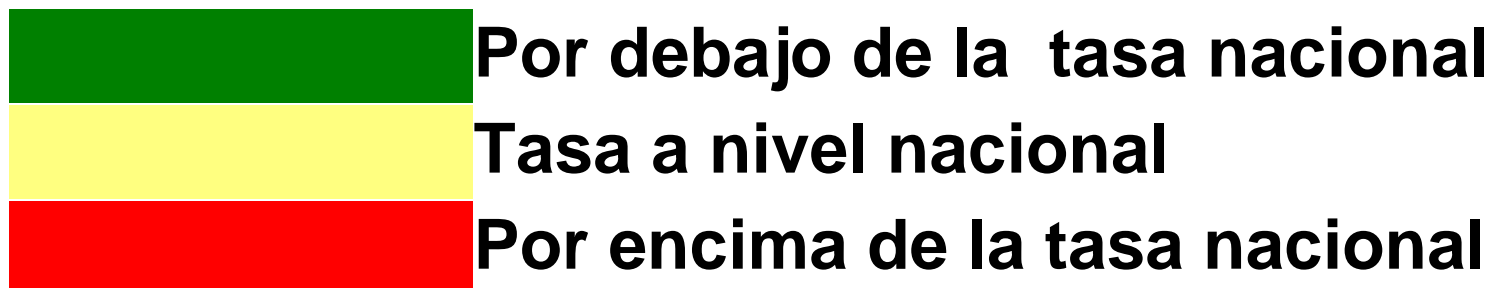 Por debajo de la tasa nacional
Tasa a nivel nacional
Por encima de la tasa nacional